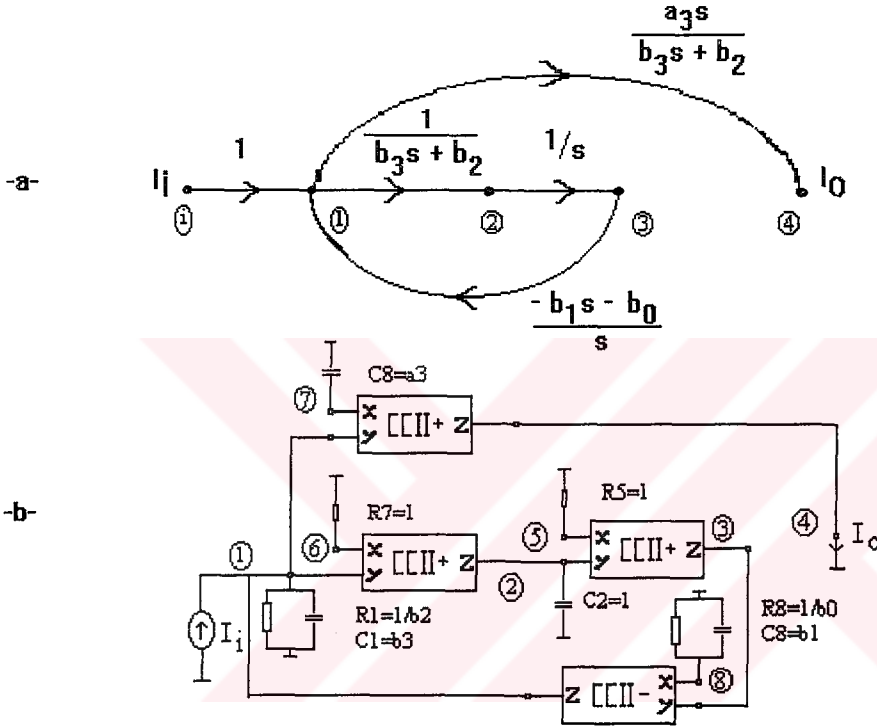 a₃s
b₃s + b₂
1
1
b₃s + b₂
1/s
-a-
Iᵢ
I₀
ⓘ
①
②
③
④
- b₁s - b₀
s
⑦
C8=a3
X
Y
CCII+
Z
-b-
R7=1
⑥
X
Y
CCII+
Z
②
R5=1
⑤
X
Y
CCII+
Z
③
④
I₀
①
Iᵢ
R1=1/b2
C1=b3
C2=1
R8=1/b0
C8=b1
Z
CCII-
X
Y
⑧